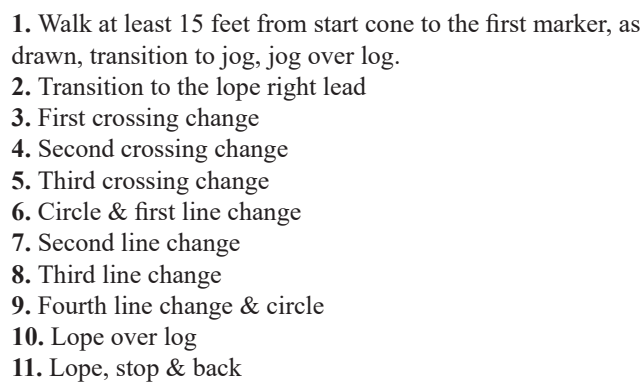 1. Walk at least 15 feet from start cone to the first marker, as
drawn, transition to jog, jog over log.
2. Transition to the lope right lead
3. First crossing change
4. Second crossing change
5. Third crossing change
6. Circle & first line change
7. Second line change
8. Third line change
9. Fourth line change & circle
10. Lope over log
11. Lope, stop & back